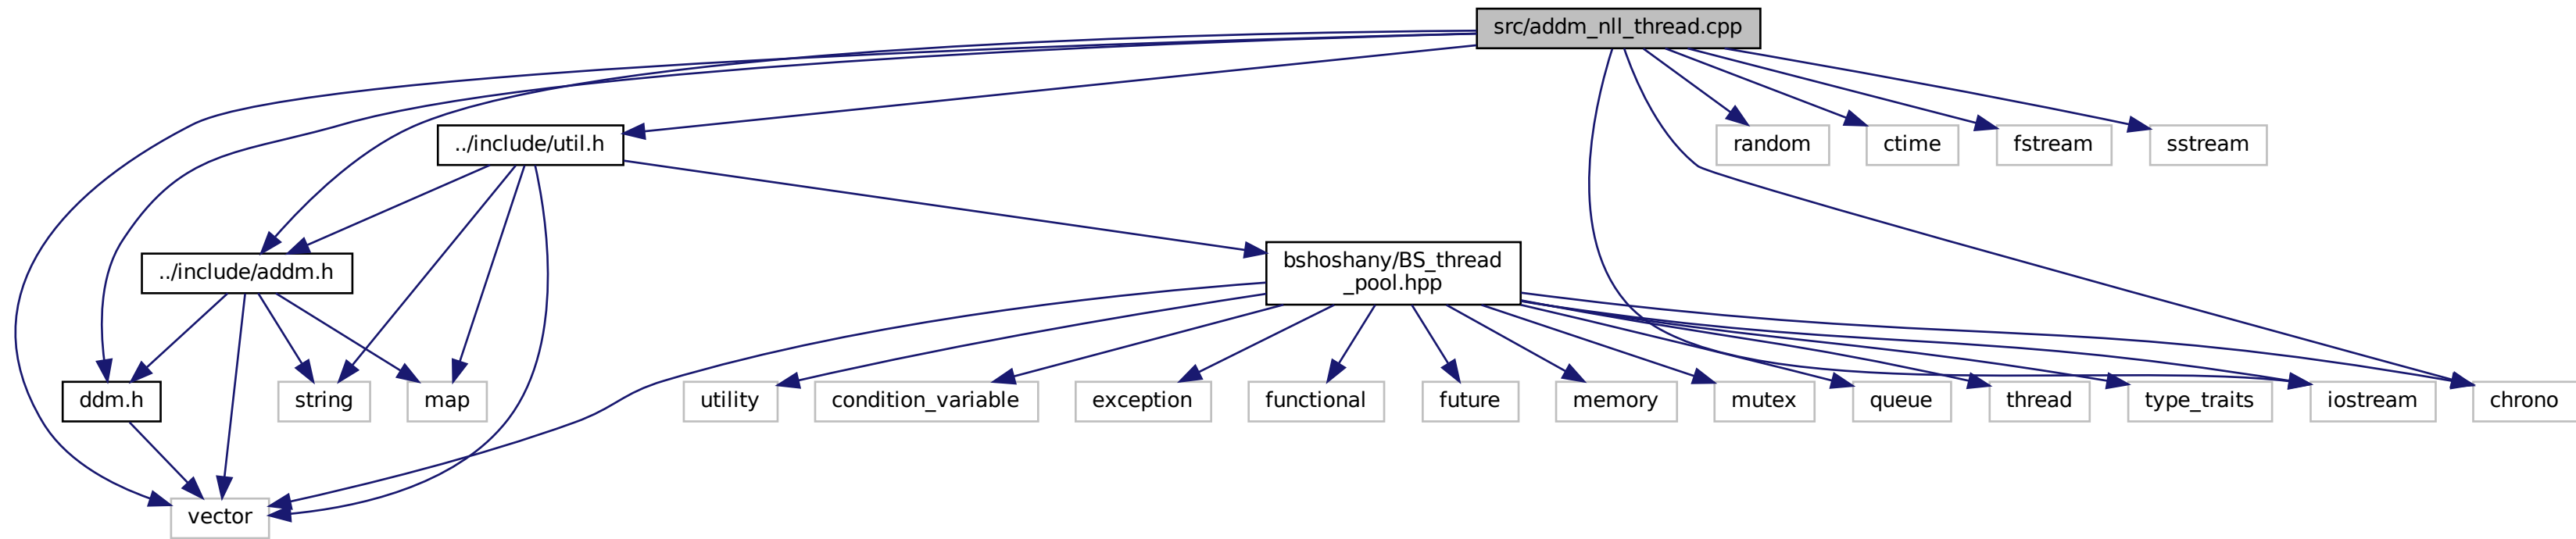 src/addm_nll_thread.cpp
../include/util.h
random
ctime
fstream
sstream
../include/addm.h
bshoshany/BS_thread
_pool.hpp
ddm.h
string
map
utility
condition_variable
exception
functional
future
memory
mutex
queue
thread
type_traits
iostream
chrono
vector